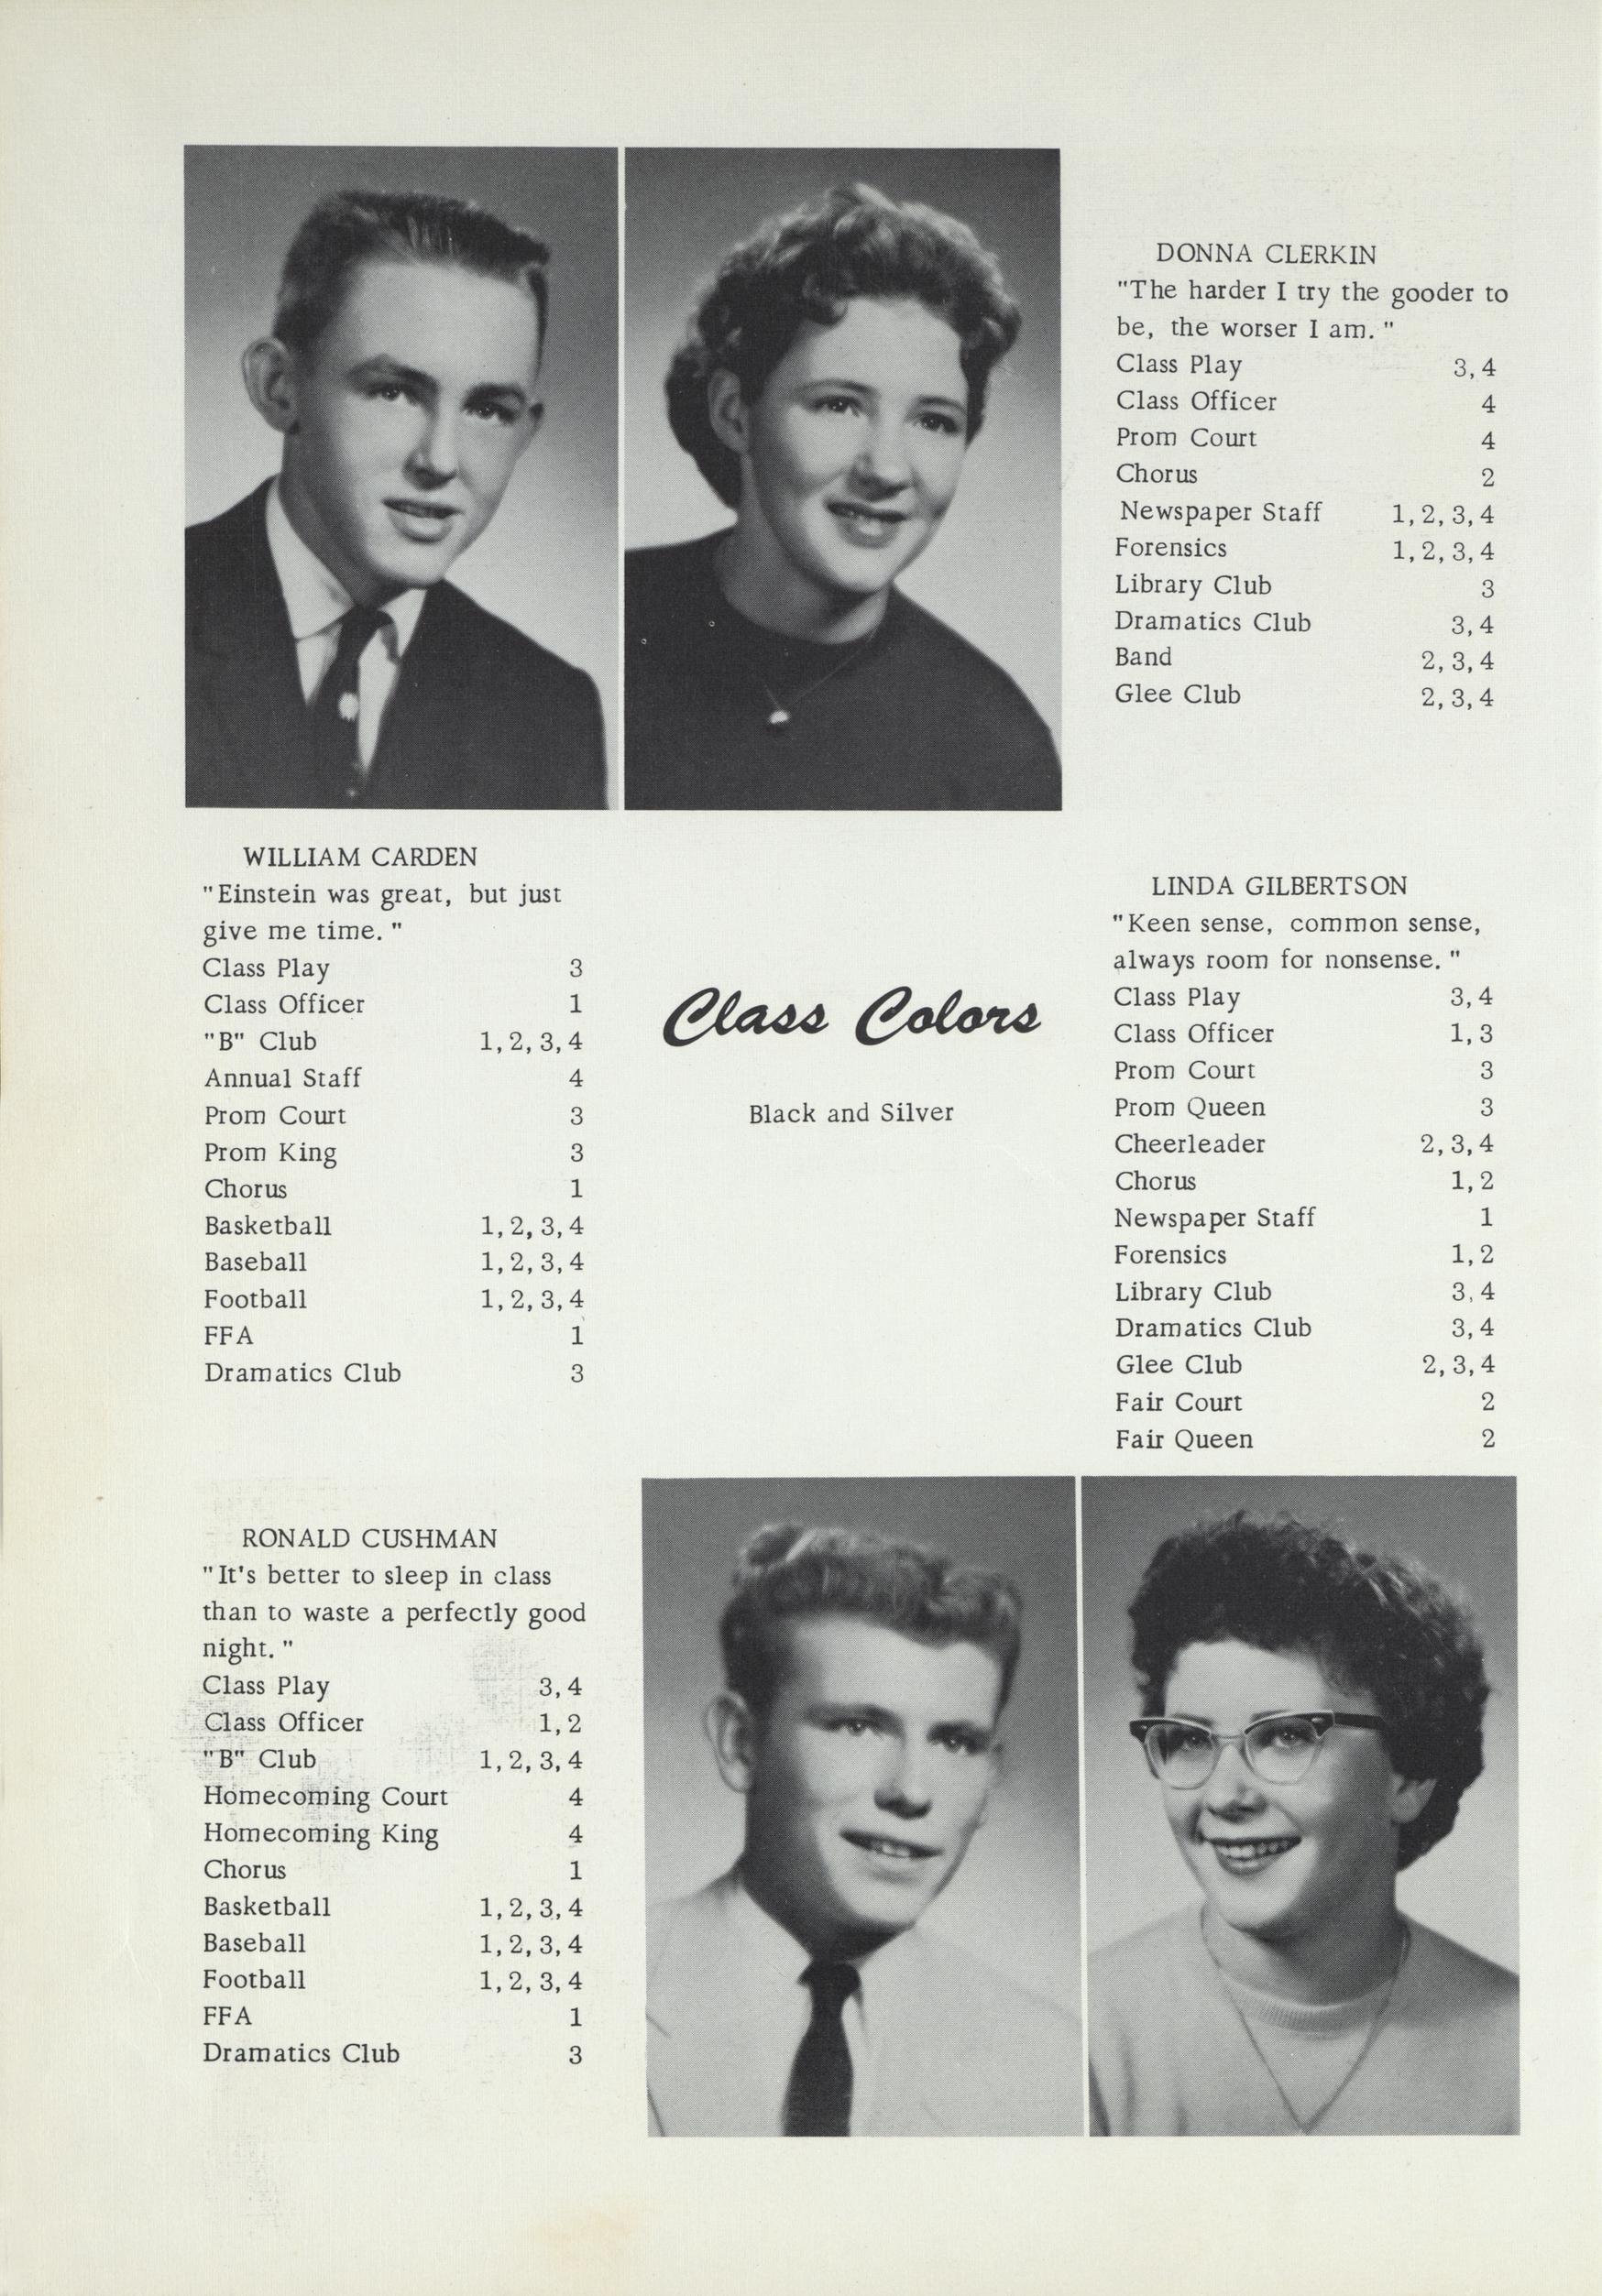 DONNA CLERKIN
"The harder I try the gooder to
be, the worser I am."
Class Play 3,4
Class Officer 4
Prom Court 4
Chorus 2
Newspaper Staff 1,2,3,4
Forensics 1,2,3,4
Library Club 3
Dramatics Club 3,4
Band 2,3,4
Glee Club 2,3,4
WILLIAM CARDEN
"Einstein was great, but just
give me time."
Class Play 3
Class Officer 1
"B" Club 1,2,3,4
Annual Staff 4
Prom Court 3
Prom King 3
Chorus 1
Basketball 1,2,3,4
Baseball 1,2,3,4
Football 1,2,3,4
FFA 1
Dramatics Club 3
Class Colors
Black and Silver
LINDA GILBERTSON
"Keen sense, common sense,
always room for nonsense."
Class Play 3,4
Class Officer 1,3
Prom Court 3
Prom Queen 3
Cheerleader 2,3,4
Chorus 1,2
Newspaper Staff 1
Forensics 1,2
Library Club 3,4
Dramatics Club 3,4
Glee Club 2,3,4
Fair Court 2
Fair Queen 2
RONALD CUSHMAN
"It's better to sleep in class
than to waste a perfectly good
night."
Class Play 3,4
Class Officer 1,2
"B" Club 1,2,3,4
Homecoming Court 4
Homecoming King 4
Chorus 1
Basketball 1,2,3,4
Baseball 1,2,3,4
Football 1,2,3,4
FFA 1
Dramatics Club 3